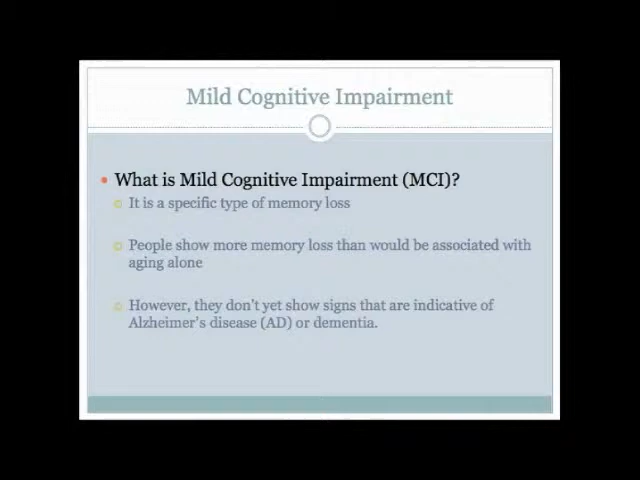 Mild Cognitive Impairment
What is Mild Cognitive Impairment (MCI)?
It is a specific type of memory loss
People show more memory loss than would be associated with
aging alone
However, they don't yet show signs that are indicative of
Alzheimer's disease (AD) or dementia.